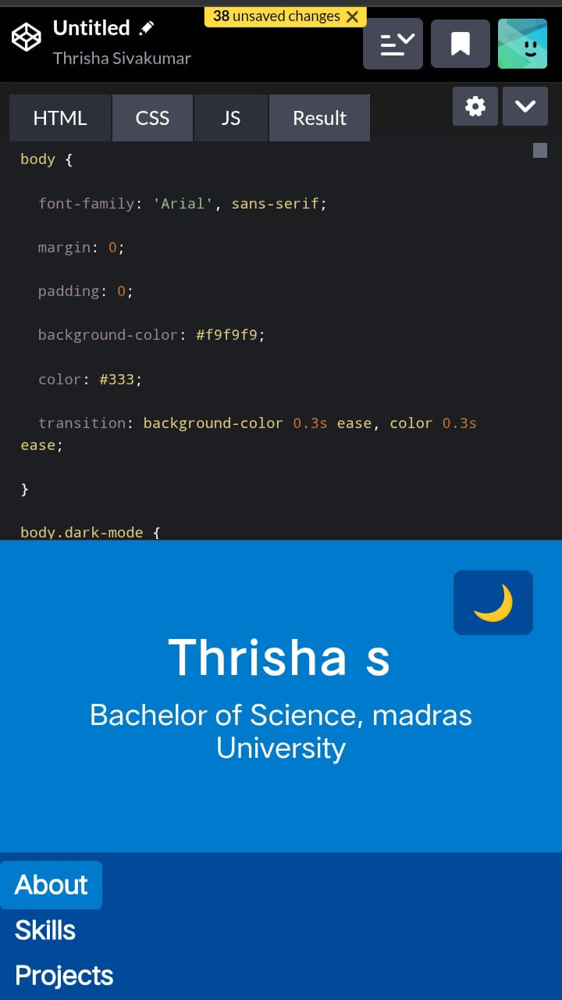 38 unsaved changes
Untitled
Thrisha Sivakumar
HTML CSS JS Result
body {
font-family: 'Arial', sans-serif;
margin: 0;
padding: 0;
background-color: #f9f9f9;
color: #333;
transition: background-color 0.3s ease, color 0.3s
ease;
}
body.dark-mode {
Thrisha s
Bachelor of Science, madras
University
About
Skills
Projects